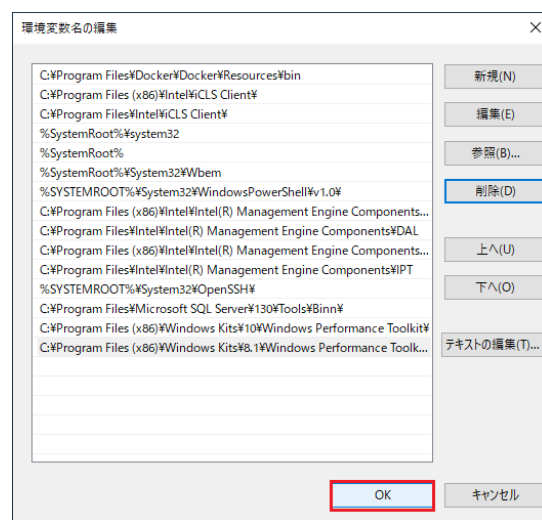 環境変数名の編集
C:¥Program Files¥Docker¥Docker¥Resources¥bin
C:¥Program Files (x86)¥Intel¥iCLS Client¥
C:¥Program Files¥Intel¥iCLS Client¥
%SystemRoot%¥system32
%SystemRoot%
%SystemRoot%¥System32¥Wbem
%SYSTEMROOT%¥System32¥WindowsPowerShell¥v1.0¥
C:¥Program Files (x86)¥Intel¥Intel(R) Management Engine Components...
C:¥Program Files¥Intel¥Intel(R) Management Engine Components¥DAL
C:¥Program Files (x86)¥Intel¥Intel(R) Management Engine Components...
C:¥Program Files¥Intel¥Intel(R) Management Engine Components¥IPT
%SYSTEMROOT%¥System32¥OpenSSH¥
C:¥Program Files¥Microsoft SQL Server¥130¥Tools¥Binn¥
C:¥Program Files (x86)¥Windows Kits¥10¥Windows Performance Toolkit¥
C:¥Program Files (x86)¥Windows Kits¥8.1¥Windows Performance Toolk...
新規(N)
編集(E)
参照(B)...
削除(D)
上へ(U)
下へ(O)
テキストの編集(T)...
OK
キャンセル